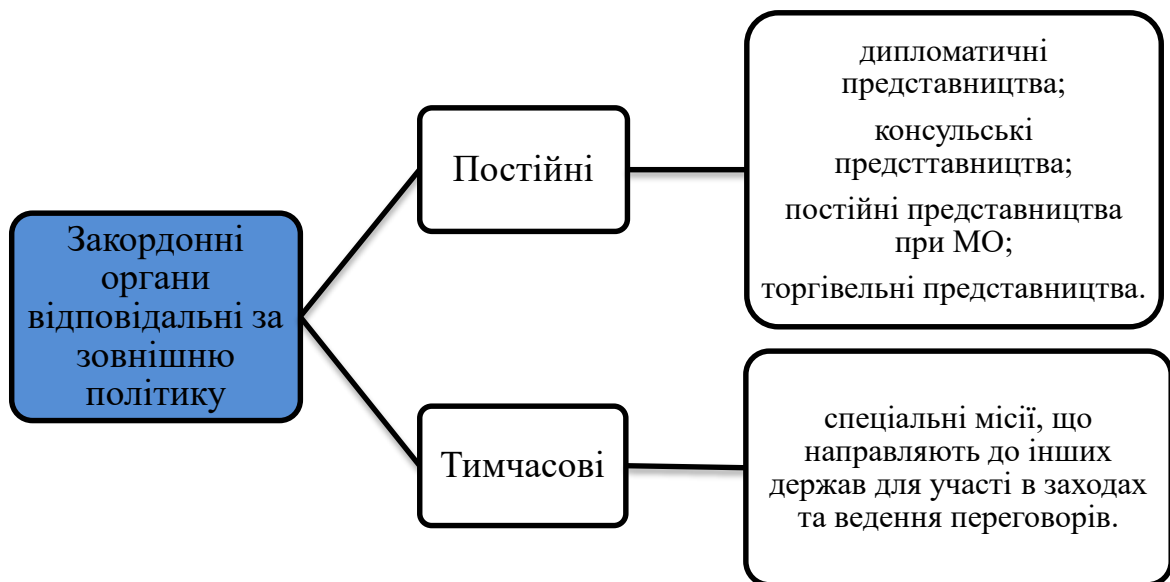 Закордонні
органи
відповідальні за
зовнішню
політику
Постійні
дипломатичні
представництва;
консульські
предсттавництва;
постійні представництва
при МО;
торгівельні представництва.
Тимчасові
спеціальні місії, що
направляють до інших
держав для участі в заходах
та ведення переговорів.